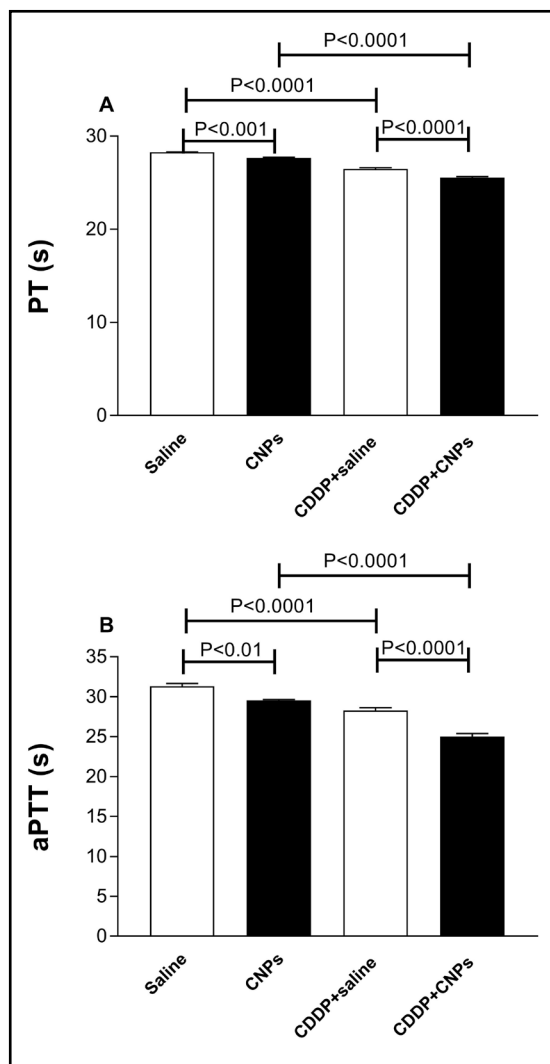 P<0.0001
A
P<0.0001
P<0.001
P<0.0001
PT (s)
30
20
10
0
Saline
CNPs
CDDP+saline
CDDP+CNPs
P<0.0001
B
P<0.0001
P<0.01
P<0.0001
aPTT (s)
35
30
25
20
15
10
5
0
Saline
CNPs
CDDP+saline
CDDP+CNPs